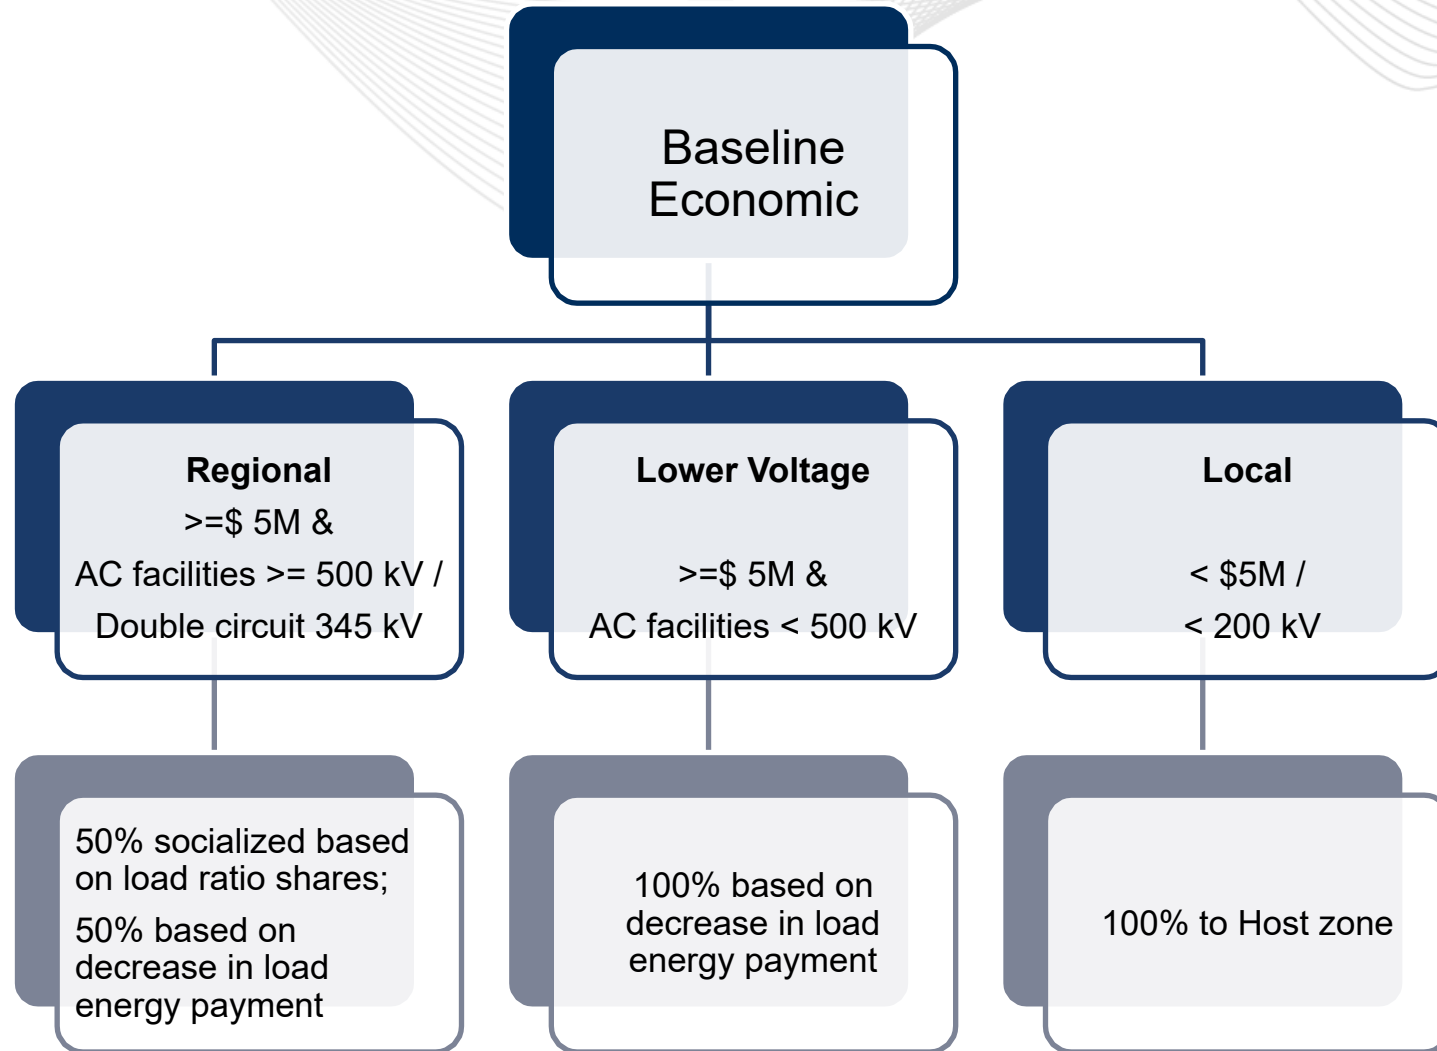 Baseline
Economic
Regional
>=$ 5M &
AC facilities >= 500 kV /
Double circuit 345 kV
Lower Voltage
>=$ 5M &
AC facilities < 500 kV
Local
< $5M /
< 200 kV
50% socialized based
on load ratio shares;
50% based on
decrease in load
energy payment
100% based on
decrease in load
energy payment
100% to Host zone